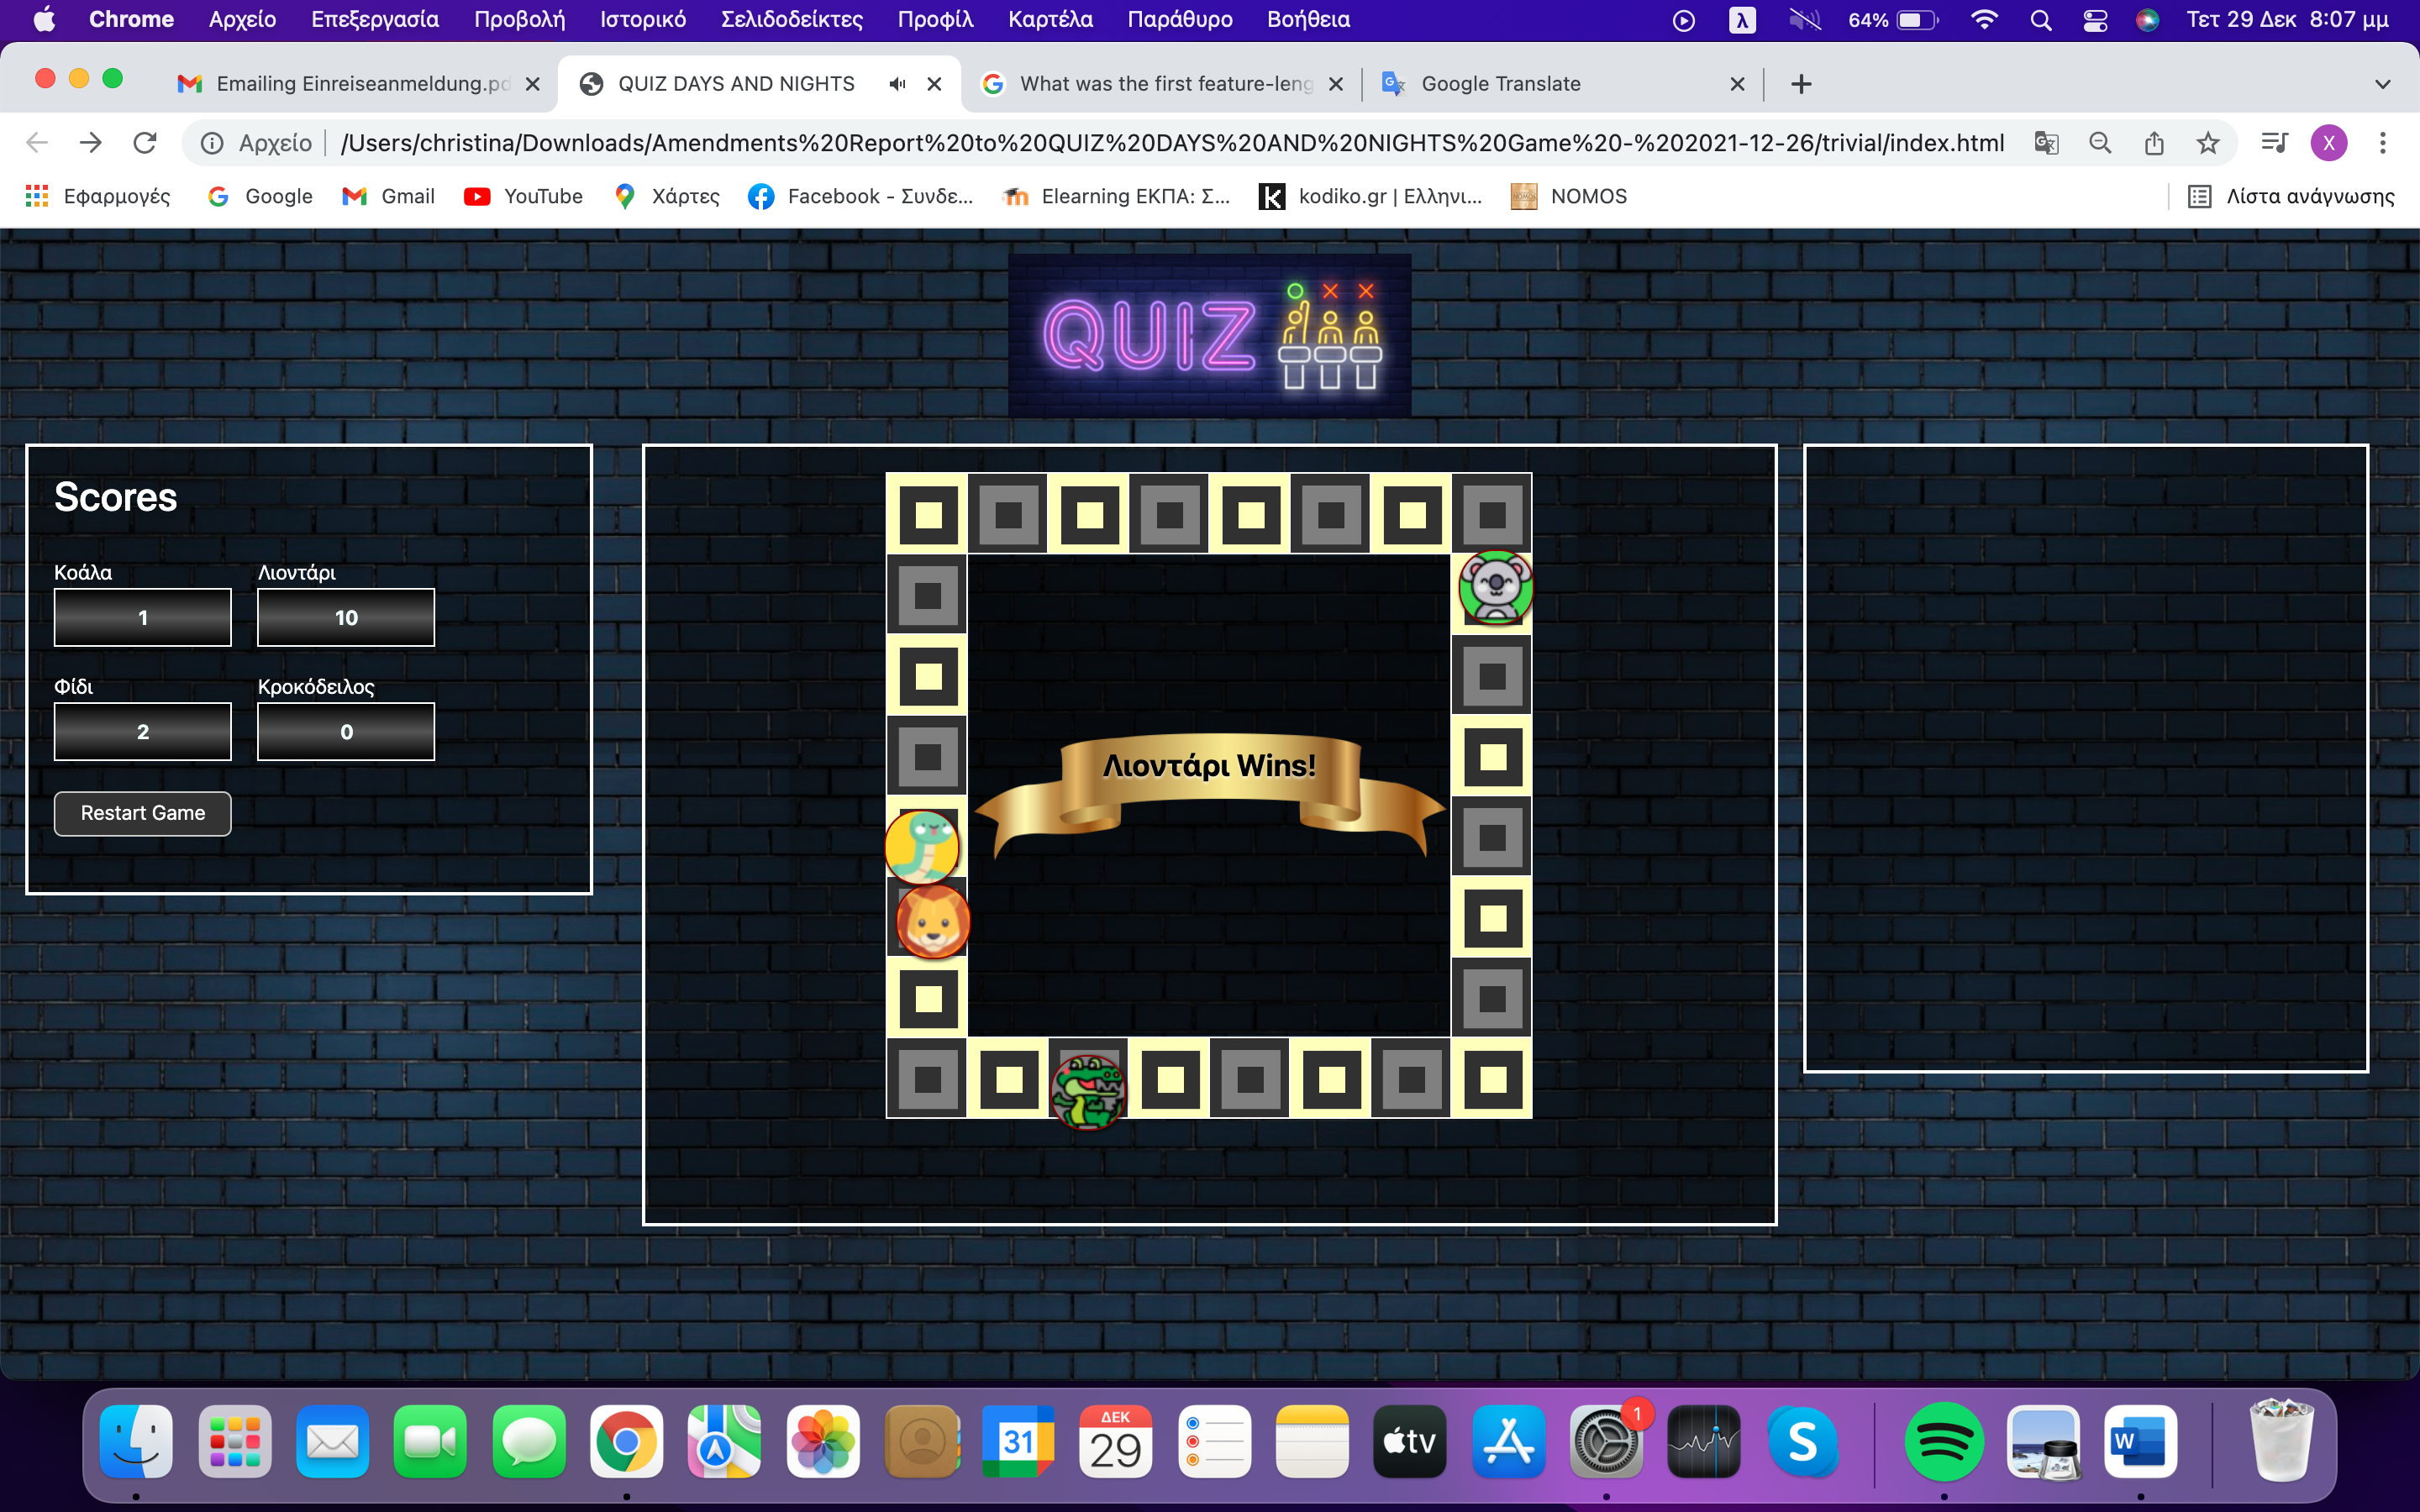 Chrome Αρχείο Επεξεργασία Προβολή Ιστορικό Σελιδοδείκτες Προφίλ Καρτέλα Παράθυρο Βοήθεια λ 64% Τετ 29 Δεκ 8:07 μμ
Emailing Einreiseanmeldung.pd QUIZ DAYS AND NIGHTS What was the first feature-leng Google Translate
Αρχείο /Users/christina/Downloads/Amendments%20Report%20to%20QUIZ%20DAYS%20AND%20NIGHTS%20Game%20-%202021-12-26/trivial/index.html X
Εφαρμογές Google Gmail YouTube Χάρτες Facebook - Συνδε... Elearning ΕΚΠΑ: Σ... kodiko.gr | Ελληνι... NOMOS Λίστα ανάγνωσης
QUIZ
Scores
Κοάλα Λιοντάρι
1 10
Φίδι Κροκόδειλος
2 0
Restart Game
Λιοντάρι Wins!
31 ΔΕΚ 29 tv 1 S W